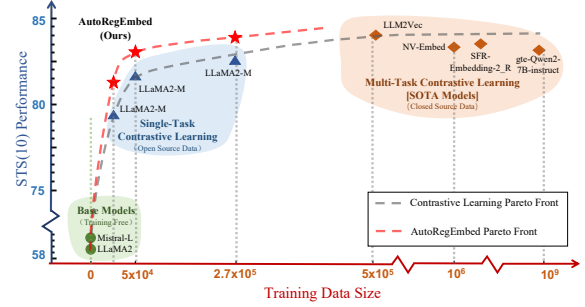 85
80
75
58
STS(10) Performance
AutoRegEmbed
(Ours)
LLaMA2-M
LLaMA2-M
LLaMA2-M
Single-Task
Contrastive Learning
(Open Source Data)
LLM2Vec
NV-Embed
SFR-
Embedding-2_R
gte-Qwen2-
7B-instruct
Multi-Task Contrastive Learning
[SOTA Models]
(Closed Source Data)
Base Models
(Training Free)
Mistral-L
LLaMA2
Contrastive Learning Pareto Front
AutoRegEmbed Pareto Front
0
5x10⁴
2.7x10⁵
5x10⁵
10⁶
10⁹
Training Data Size